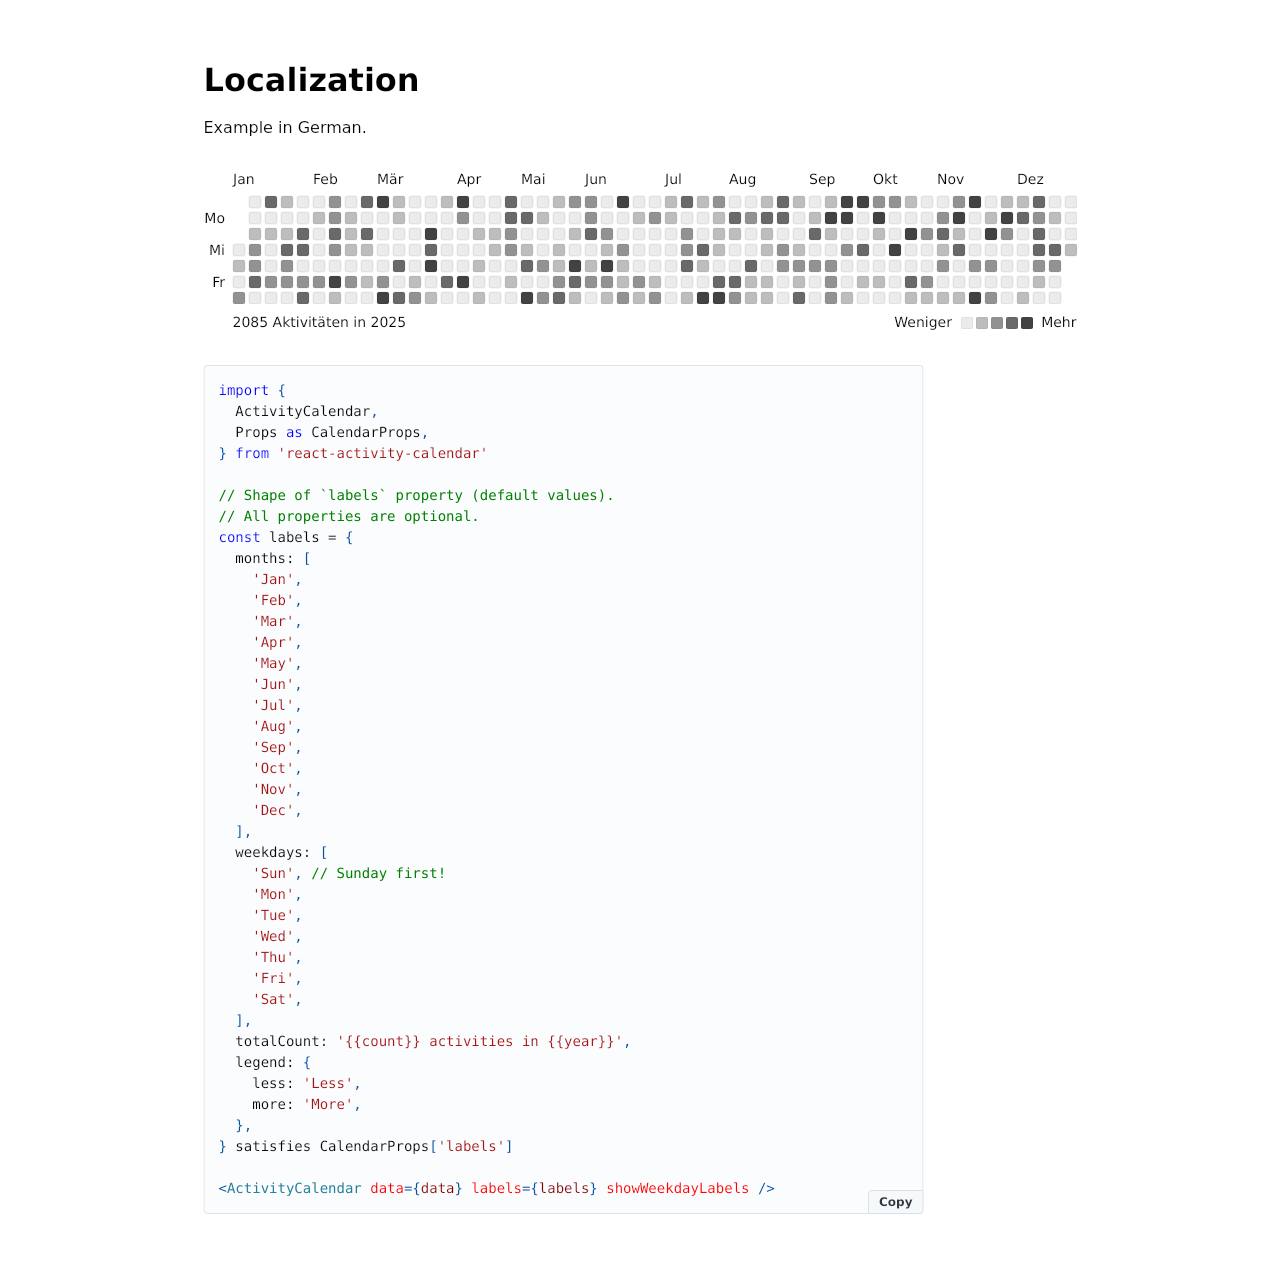 Localization
Example in German.
Jan Feb Mär Apr Mai Jun Jul Aug Sep Okt Nov Dez
Mo
Mi
Fr
2085 Aktivitäten in 2025 Weniger Mehr
import {
  ActivityCalendar,
  Props as CalendarProps,
} from 'react-activity-calendar'

// Shape of `labels` property (default values).
// All properties are optional.
const labels = {
  months: [
    'Jan',
    'Feb',
    'Mar',
    'Apr',
    'May',
    'Jun',
    'Jul',
    'Aug',
    'Sep',
    'Oct',
    'Nov',
    'Dec',
  ],
  weekdays: [
    'Sun', // Sunday first!
    'Mon',
    'Tue',
    'Wed',
    'Thu',
    'Fri',
    'Sat',
  ],
  totalCount: '{{count}} activities in {{year}}',
  legend: {
    less: 'Less',
    more: 'More',
  },
} satisfies CalendarProps['labels']

<ActivityCalendar data={data} labels={labels} showWeekdayLabels />
Copy